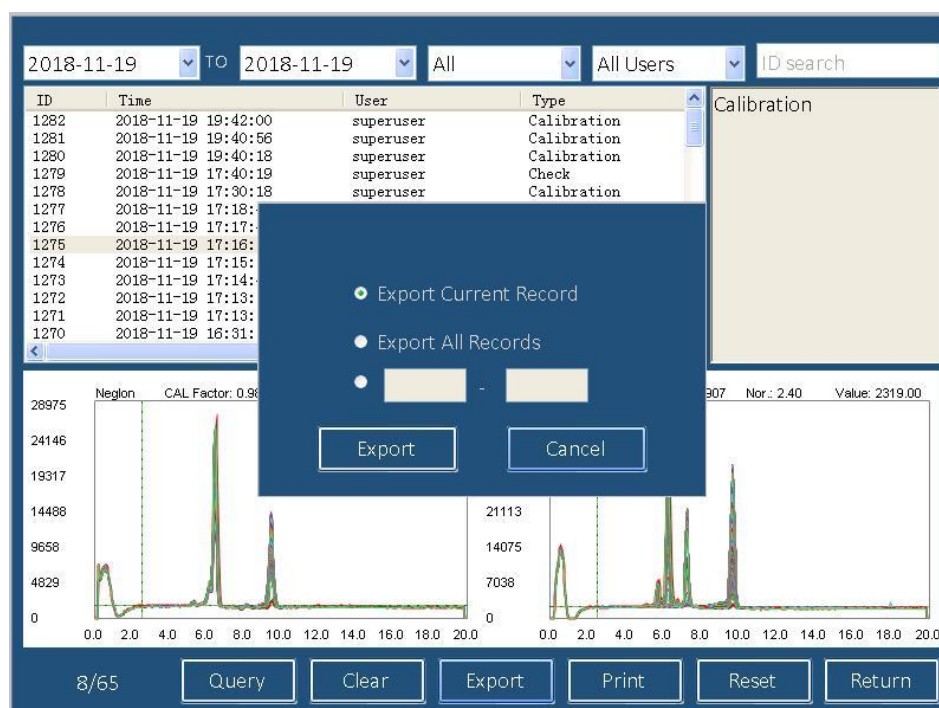 2018-11-19 TO 2018-11-19 All All Users ID search
ID Time User Type
1282 2018-11-19 19:42:00 superuser Calibration
1281 2018-11-19 19:40:56 superuser Calibration
1280 2018-11-19 19:40:18 superuser Calibration
1279 2018-11-19 17:40:19 superuser Check
1278 2018-11-19 17:30:18 superuser Calibration
1277 2018-11-19 17:18:
1276 2018-11-19 17:17:
1275 2018-11-19 17:16:
1274 2018-11-19 17:15:
1273 2018-11-19 17:14:
1272 2018-11-19 17:13:
1271 2018-11-19 17:13:
1270 2018-11-19 16:31:
Calibration
Export Current Record
Export All Records
-
Export Cancel
Neglon CAL Factor: 0.98
28975
24146
19317
14488
9658
4829
0
0.0 2.0 4.0 6.0 8.0 10.0 12.0 14.0 16.0 18.0 20.0
907 Nor.: 2.40 Value: 2319.00
21113
14075
7038
0
0.0 2.0 4.0 6.0 8.0 10.0 12.0 14.0 16.0 18.0 20.0
8/65 Query Clear Export Print Reset Return